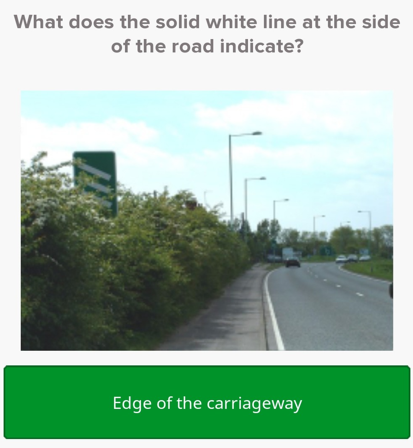 What does the solid white line at the side
of the road indicate?
Edge of the carriageway